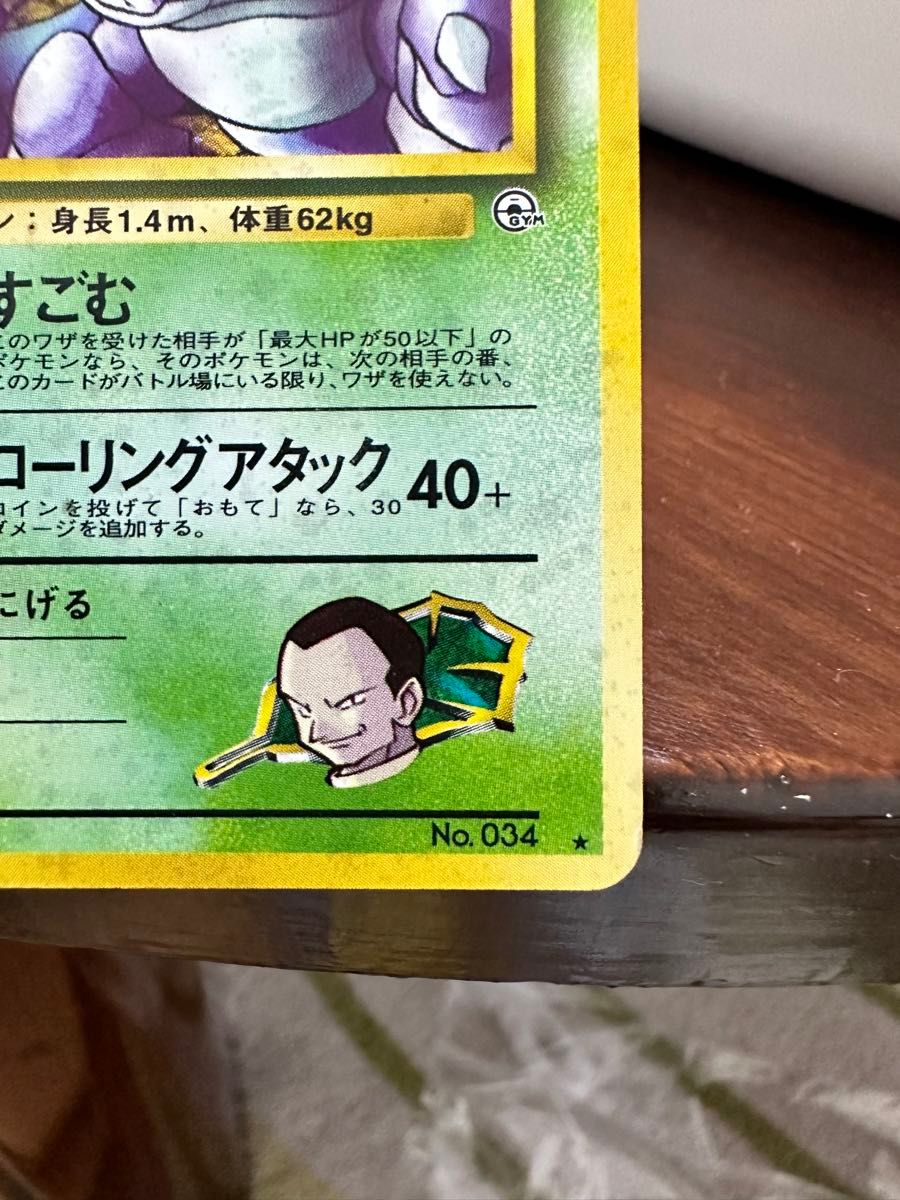 ン：身長1.4m、体重62kg
GYM
すごむ
このワザを受けた相手が「最大HPが50以下」の
ポケモンなら、そのポケモンは、次の相手の番、
このカードがバトル場にいる限り、ワザを使えない。
ローリングアタック 40+
コインを投げて「おもて」なら、30
ダメージを追加する。
にげる
No. 034 ★